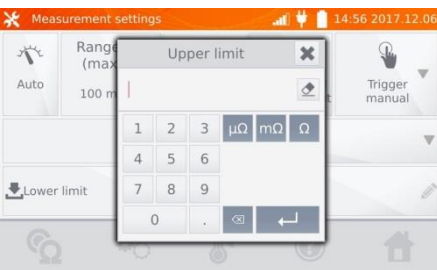 Measurement settings 14:56 2017.12.06
Range
(max
Auto
100 m
Trigger
manual
Lower limit
Upper limit
1 2 3 μΩ mΩ Ω
4 5 6
7 8 9
0 .